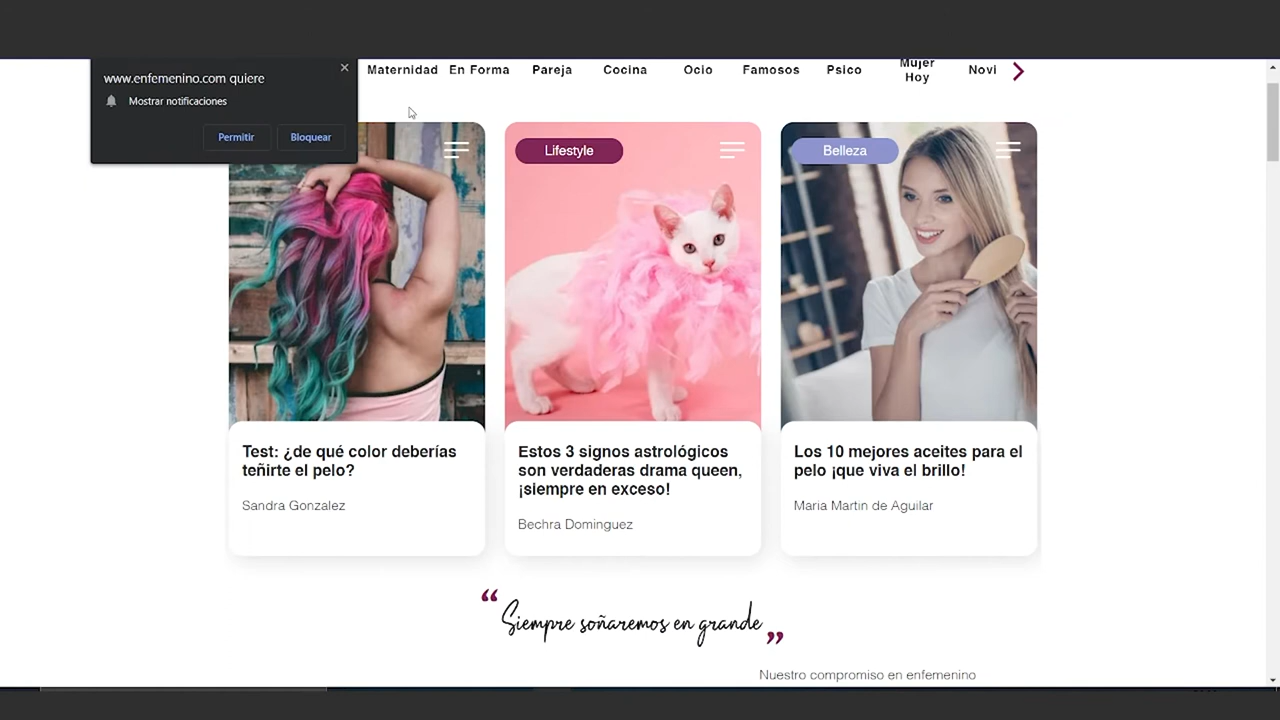 www.enfemenino.com quiere
Mostrar notificaciones
Permitir Bloquear
Maternidad En Forma Pareja Cocina Ocio Famosos Psico Mujer Hoy Novi
Lifestyle
Belleza
Test: ¿de qué color deberías
teñirte el pelo?
Sandra Gonzalez
Estos 3 signos astrológicos
son verdaderas drama queen,
¡siempre en exceso!
Bechra Dominguez
Los 10 mejores aceites para el
pelo ¡que viva el brillo!
Maria Martin de Aguilar
“Siempre soñaremos en grande”
Nuestro compromiso en enfemenino